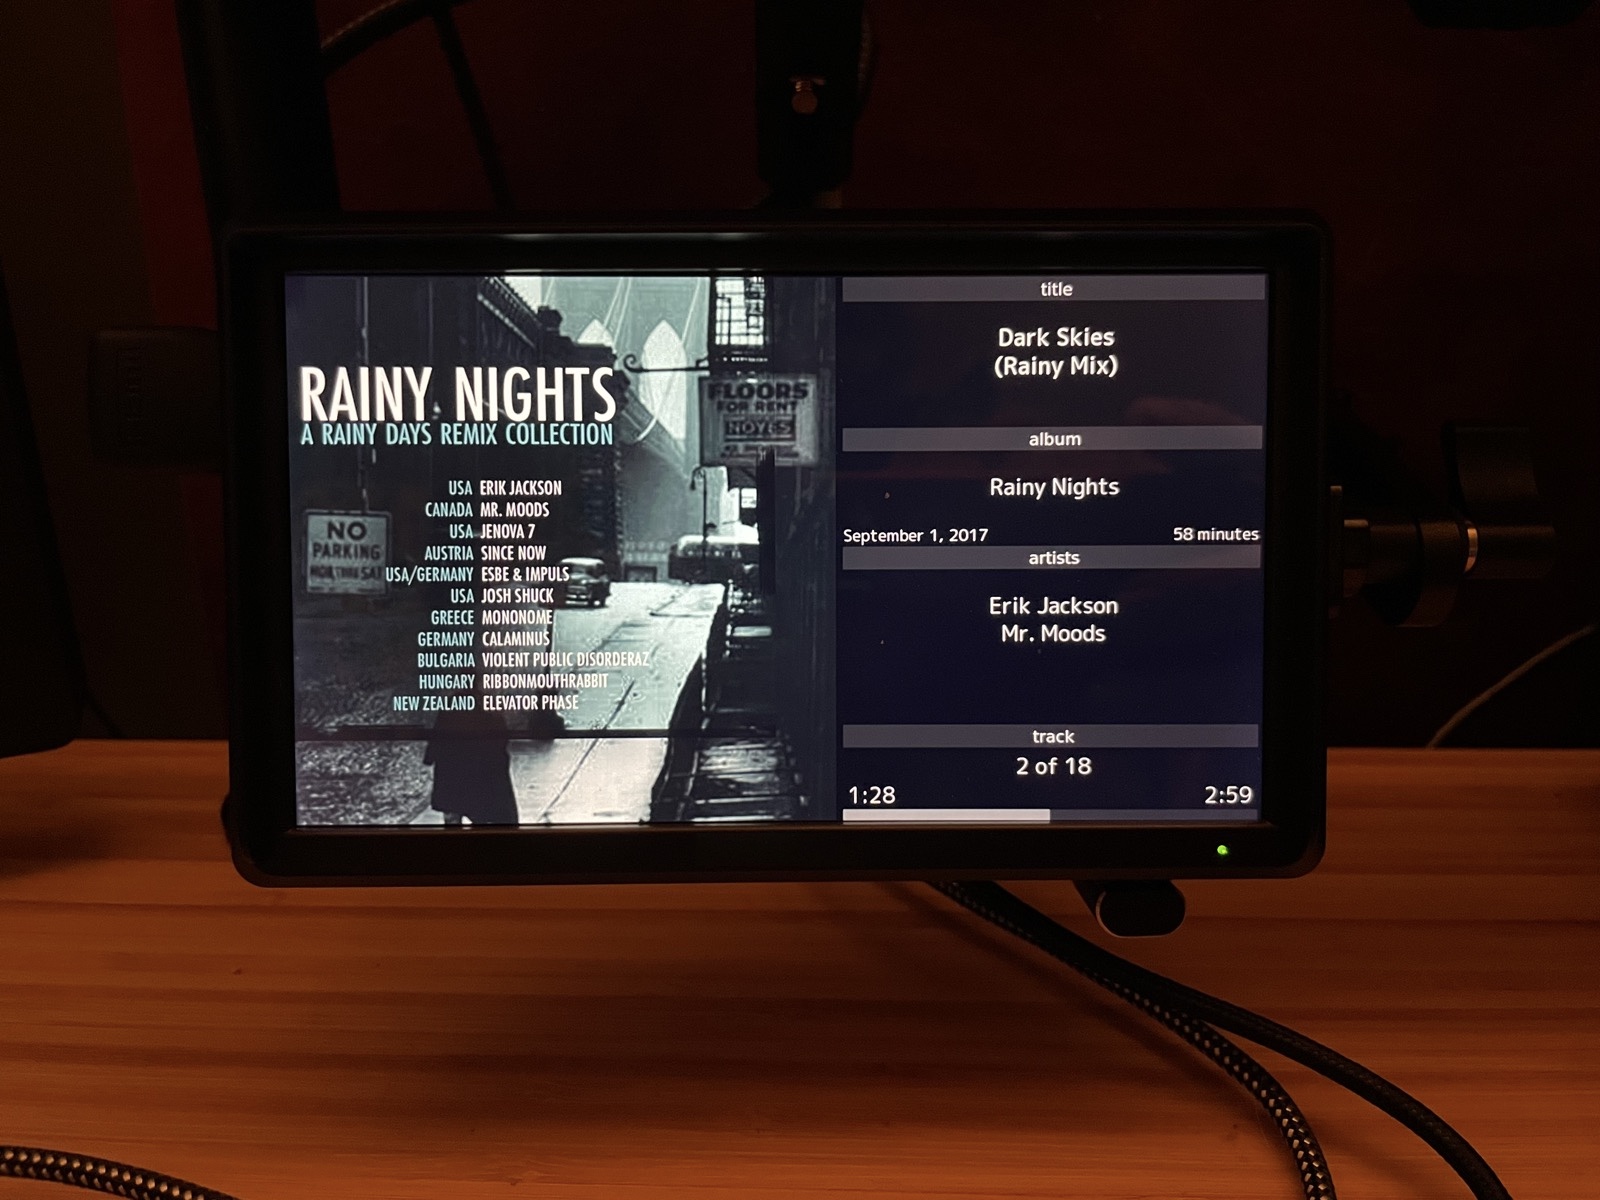 RAINY NIGHTS
A RAINY DAYS REMIX COLLECTION
USA ERIK JACKSON
CANADA MR. MOODS
USA JENOVA 7
AUSTRIA SINCE NOW
USA/GERMANY ESBE & IMPULS
USA JOSH SHUCK
GREECE MONONOME
GERMANY CALAMINUS
BULGARIA VIOLENT PUBLIC DISORDERAZ
HUNGARY RIBBONMOUTHRABBIT
NEW ZEALAND ELEVATOR PHASE
NO
PARKING
FLOORS
FOR RENT
NOYES
title
Dark Skies
(Rainy Mix)
album
Rainy Nights
September 1, 2017 58 minutes
artists
Erik Jackson
Mr. Moods
track
2 of 18
1:28 2:59